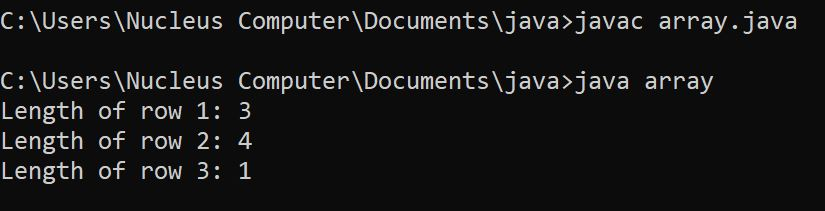 C:\Users\Nucleus Computer\Documents\java>javac array.java
C:\Users\Nucleus Computer\Documents\java>java array
Length of row 1: 3
Length of row 2: 4
Length of row 3: 1